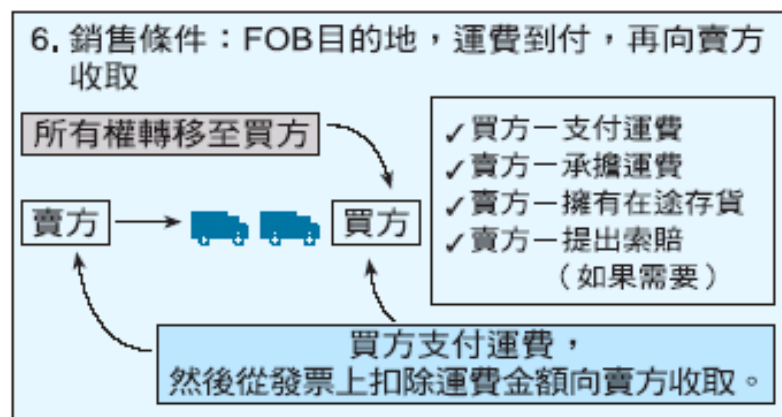 6. 銷售條件：FOB目的地，運費到付，再向賣方
收取
所有權轉移至買方
賣方
買方
✓買方－支付運費
✓賣方－承擔運費
✓賣方－擁有在途存貨
✓賣方－提出索賠
（如果需要）
買方支付運費，
然後從發票上扣除運費金額向賣方收取。